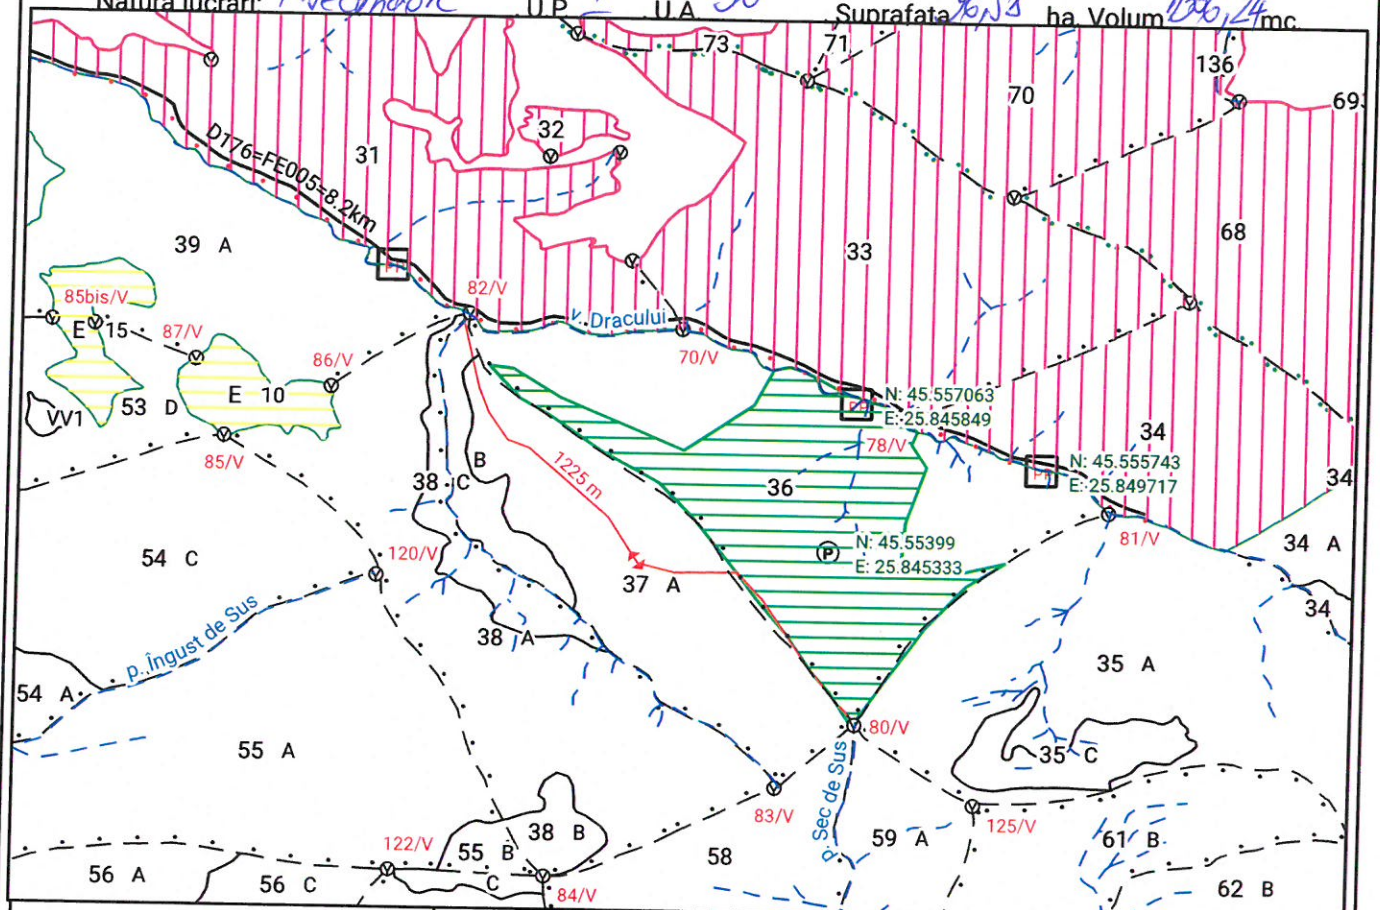 Natura lucrări: U.P. U.A 36 Suprafata ha. Volum mc.
73
71
136
70
693
32
31
D176=FE005=8.2km
68
39 A
33
82/V
85bis/V
v. Dracului
E 15
87/V
70/V
86/V
N: 45.557063
E: 25.845849
E 10
53 D
VV1
78/V
34
85/V
B
1225 m
N: 45.555743
E: 25.849717
34
38 C
36
81/V
34 A
120/V
N: 45.55399
E: 25.845333
P
54 C
37 A
34
p. Îngust de Sus
38 A
35 A
54 A
80/V
55 A
35 C
p. Sec de Sus
83/V
125/V
38 B
59 A
61 B
122/V
55 B
58
56 A
56 C
C
84/V
62 B